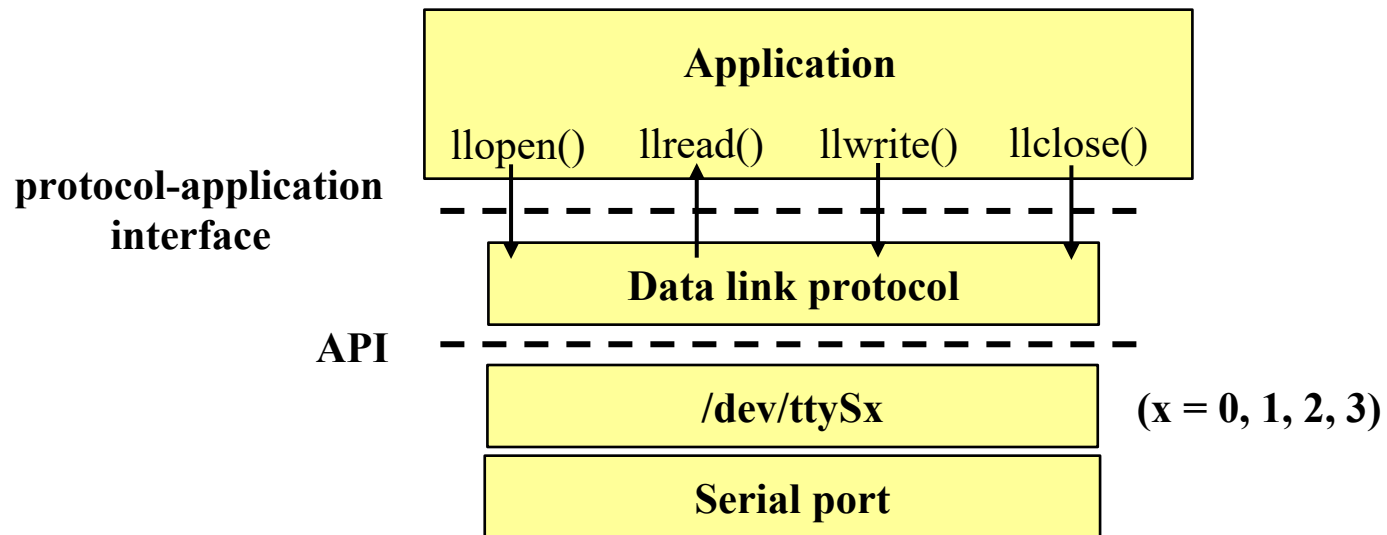 Application
llopen() llread() llwrite() llclose()
protocol-application
interface
Data link protocol
API
/dev/ttySx (x = 0, 1, 2, 3)
Serial port